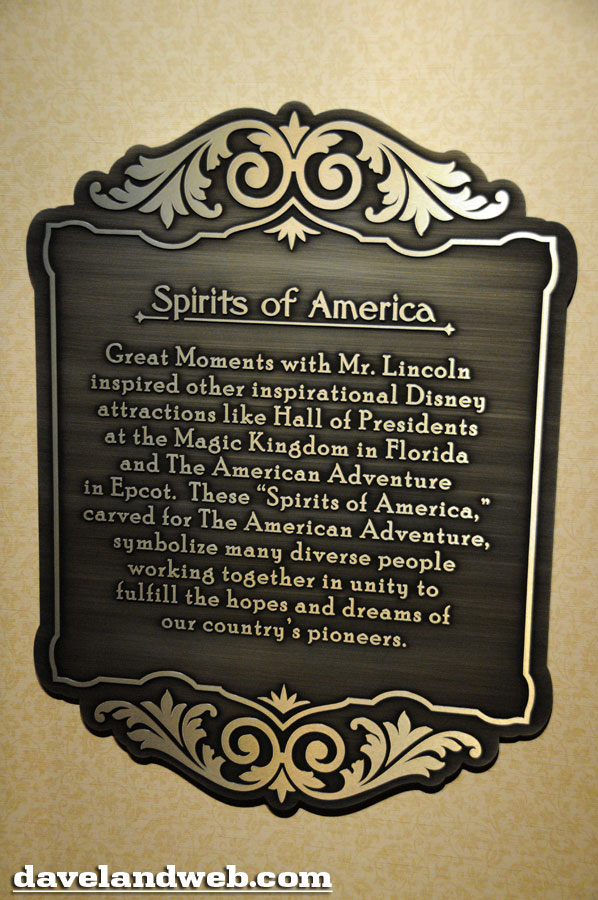 Spirits of America
Great Moments with Mr. Lincoln
inspired other inspirational Disney
attractions like Hall of Presidents
at the Magic Kingdom in Florida
and The American Adventure
in Epcot. These “Spirits of America,”
carved for The American Adventure,
symbolize many diverse people
working together in unity to
fulfill the hopes and dreams of
our country’s pioneers.
davelandweb.com